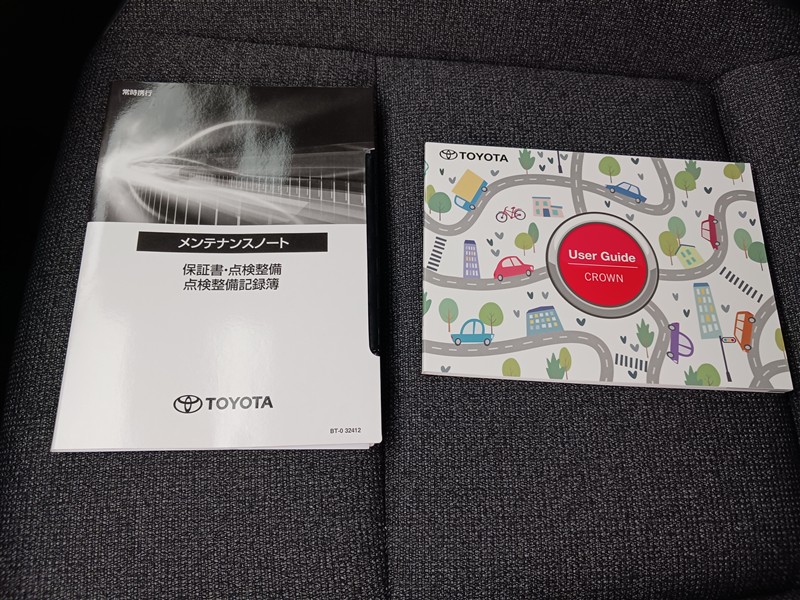 常時携行
メンテナンスノート
保証書・点検整備
点検整備記録簿
TOYOTA
BT-0 32412
TOYOTA
User Guide
CROWN